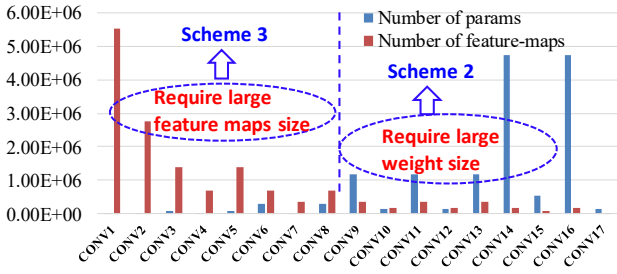 6.00E+06
5.00E+06
4.00E+06
3.00E+06
2.00E+06
1.00E+06
0.00E+00
Number of params
Number of feature-maps
Scheme 3
Scheme 2
Require large
feature maps size
Require large
weight size
CONV1
CONV2
CONV3
CONV4
CONV5
CONV6
CONV7
CONV8
CONV9
CONV10
CONV11
CONV12
CONV13
CONV14
CONV15
CONV16
CONV17